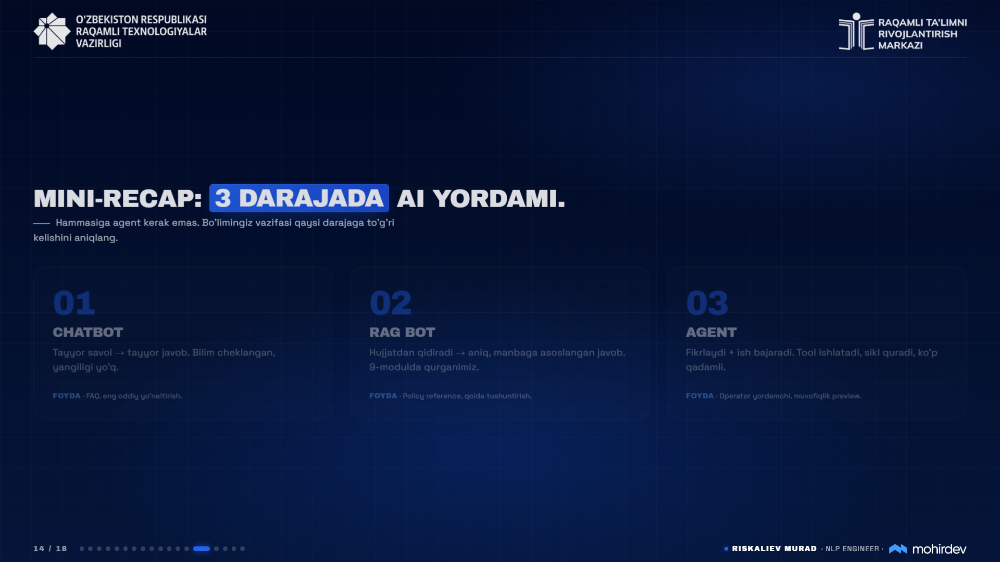 O'ZBEKISTON RESPUBLIKASI
RAQAMLI TEXNOLOGIYALAR
VAZIRLIGI
RAQAMLI TA'LIMNI
RIVOJLANTIRISH
MARKAZI
MINI-RECAP: 3 DARAJADA AI YORDAMI.
Hammasiga agent kerak emas. Bo'limingiz vazifasi qaysi darajaga to'g'ri
kelishini aniqlang.
01
CHATBOT
Tayyor savol → tayyor javob. Bilim cheklangan,
yangiligi yo'q.
FOYDA · FAQ, eng oddiy yo'naltirish.
02
RAG BOT
Hujjatdan qidiradi → aniq, manbaga asoslangan javob.
9-modulda qurganimiz.
FOYDA · Policy reference, qoida tushuntirish.
03
AGENT
Fikrlaydi + ish bajaradi. Tool ishlatadi, sikl quradi, ko'p
qadamli.
FOYDA · Operator yordamchi, muvofiqlik preview.
14 / 18
RISKALIEV MURAD · NLP ENGINEER · mohirdev